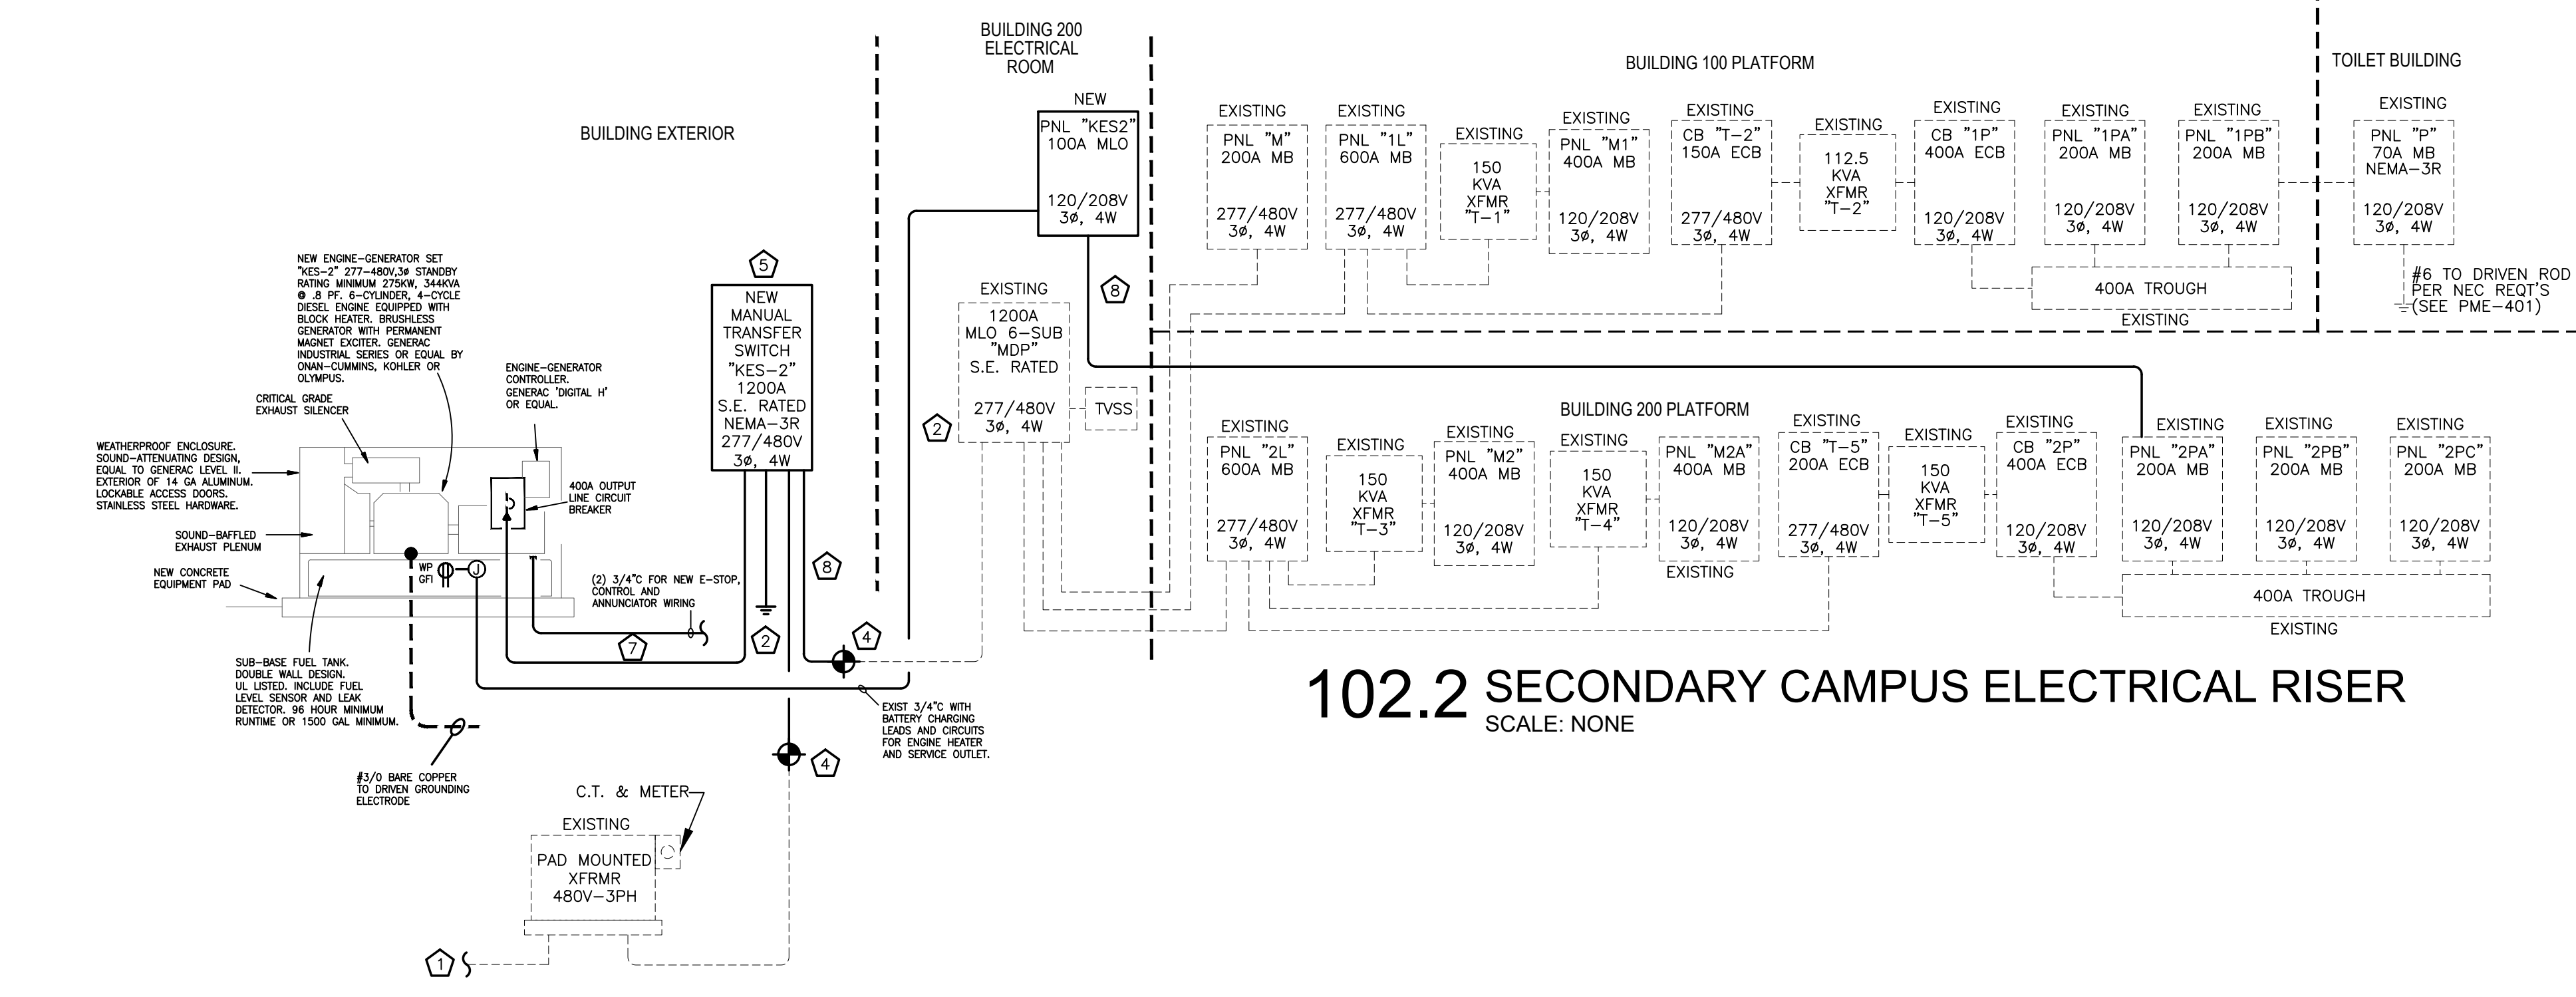 BUILDING 200
ELECTRICAL
ROOM
BUILDING 100 PLATFORM
TOILET BUILDING
BUILDING EXTERIOR
NEW
PNL "KES2"
100A MLO
120/208V
3ø, 4W
EXISTING
PNL "M"
200A MB
277/480V
3ø, 4W
EXISTING
PNL "1L"
600A MB
277/480V
3ø, 4W
EXISTING
150
KVA
XFMR
"T-1"
EXISTING
PNL "M1"
400A MB
120/208V
3ø, 4W
EXISTING
CB "T-2"
150A ECB
277/480V
3ø, 4W
EXISTING
112.5
KVA
XFMR
"T-2"
EXISTING
CB "1P"
400A ECB
120/208V
3ø, 4W
EXISTING
PNL "1PA"
200A MB
120/208V
3ø, 4W
EXISTING
PNL "1PB"
200A MB
120/208V
3ø, 4W
EXISTING
PNL "P"
70A MB
NEMA-3R
120/208V
3ø, 4W
400A TROUGH
EXISTING
#6 TO DRIVEN ROD
PER NEC REQT'S
(SEE PME-401)
NEW ENGINE-GENERATOR SET
"KES-2" 277-480V,3ø STANDBY
RATING MINIMUM 275KW, 344KVA
@ .8 PF. 6-CYLINDER, 4-CYCLE
DIESEL ENGINE EQUIPPED WITH
BLOCK HEATER. BRUSHLESS
GENERATOR WITH PERMANENT
MAGNET EXCITER. GENERAC
INDUSTRIAL SERIES OR EQUAL BY
ONAN-CUMMINS, KOHLER OR
OLYMPUS.
ENGINE-GENERATOR
CONTROLLER.
GENERAC 'DIGITAL H'
OR EQUAL.
CRITICAL GRADE
EXHAUST SILENCER
WEATHERPROOF ENCLOSURE.
SOUND-ATTENUATING DESIGN,
EQUAL TO GENERAC LEVEL II.
EXTERIOR OF 14 GA ALUMINUM.
LOCKABLE ACCESS DOORS.
STAINLESS STEEL HARDWARE.
SOUND-BAFFLED
EXHAUST PLENUM
NEW CONCRETE
EQUIPMENT PAD
WP
GFI
J
400A OUTPUT
LINE CIRCUIT
BREAKER
(2) 3/4"C FOR NEW E-STOP,
CONTROL AND
ANNUNCIATOR WIRING
7
SUB-BASE FUEL TANK.
DOUBLE WALL DESIGN.
UL LISTED. INCLUDE FUEL
LEVEL SENSOR AND LEAK
DETECTOR. 96 HOUR MINIMUM
RUNTIME OR 1500 GAL MINIMUM.
#3/0 BARE COPPER
TO DRIVEN GROUNDING
ELECTRODE
5
NEW
MANUAL
TRANSFER
SWITCH
"KES-2"
1200A
S.E. RATED
NEMA-3R
277/480V
3ø, 4W
8
2
4
4
EXIST 3/4"C WITH
BATTERY CHARGING
LEADS AND CIRCUITS
FOR ENGINE HEATER
AND SERVICE OUTLET.
C.T. & METER
EXISTING
PAD MOUNTED
XFRMR
480V-3PH
1
2
8
EXISTING
1200A
MLO 6-SUB
"MDP"
S.E. RATED
277/480V
3ø, 4W
TVSS
BUILDING 200 PLATFORM
EXISTING
PNL "2L"
600A MB
277/480V
3ø, 4W
EXISTING
150
KVA
XFMR
"T-3"
EXISTING
PNL "M2"
400A MB
120/208V
3ø, 4W
EXISTING
150
KVA
XFMR
"T-4"
PNL "M2A"
400A MB
120/208V
3ø, 4W
EXISTING
EXISTING
CB "T-5"
200A ECB
277/480V
3ø, 4W
EXISTING
150
KVA
XFMR
"T-5"
EXISTING
CB "2P"
400A ECB
120/208V
3ø, 4W
EXISTING
PNL "2PA"
200A MB
120/208V
3ø, 4W
EXISTING
PNL "2PB"
200A MB
120/208V
3ø, 4W
EXISTING
PNL "2PC"
200A MB
120/208V
3ø, 4W
400A TROUGH
EXISTING
102.2 SECONDARY CAMPUS ELECTRICAL RISER
SCALE: NONE